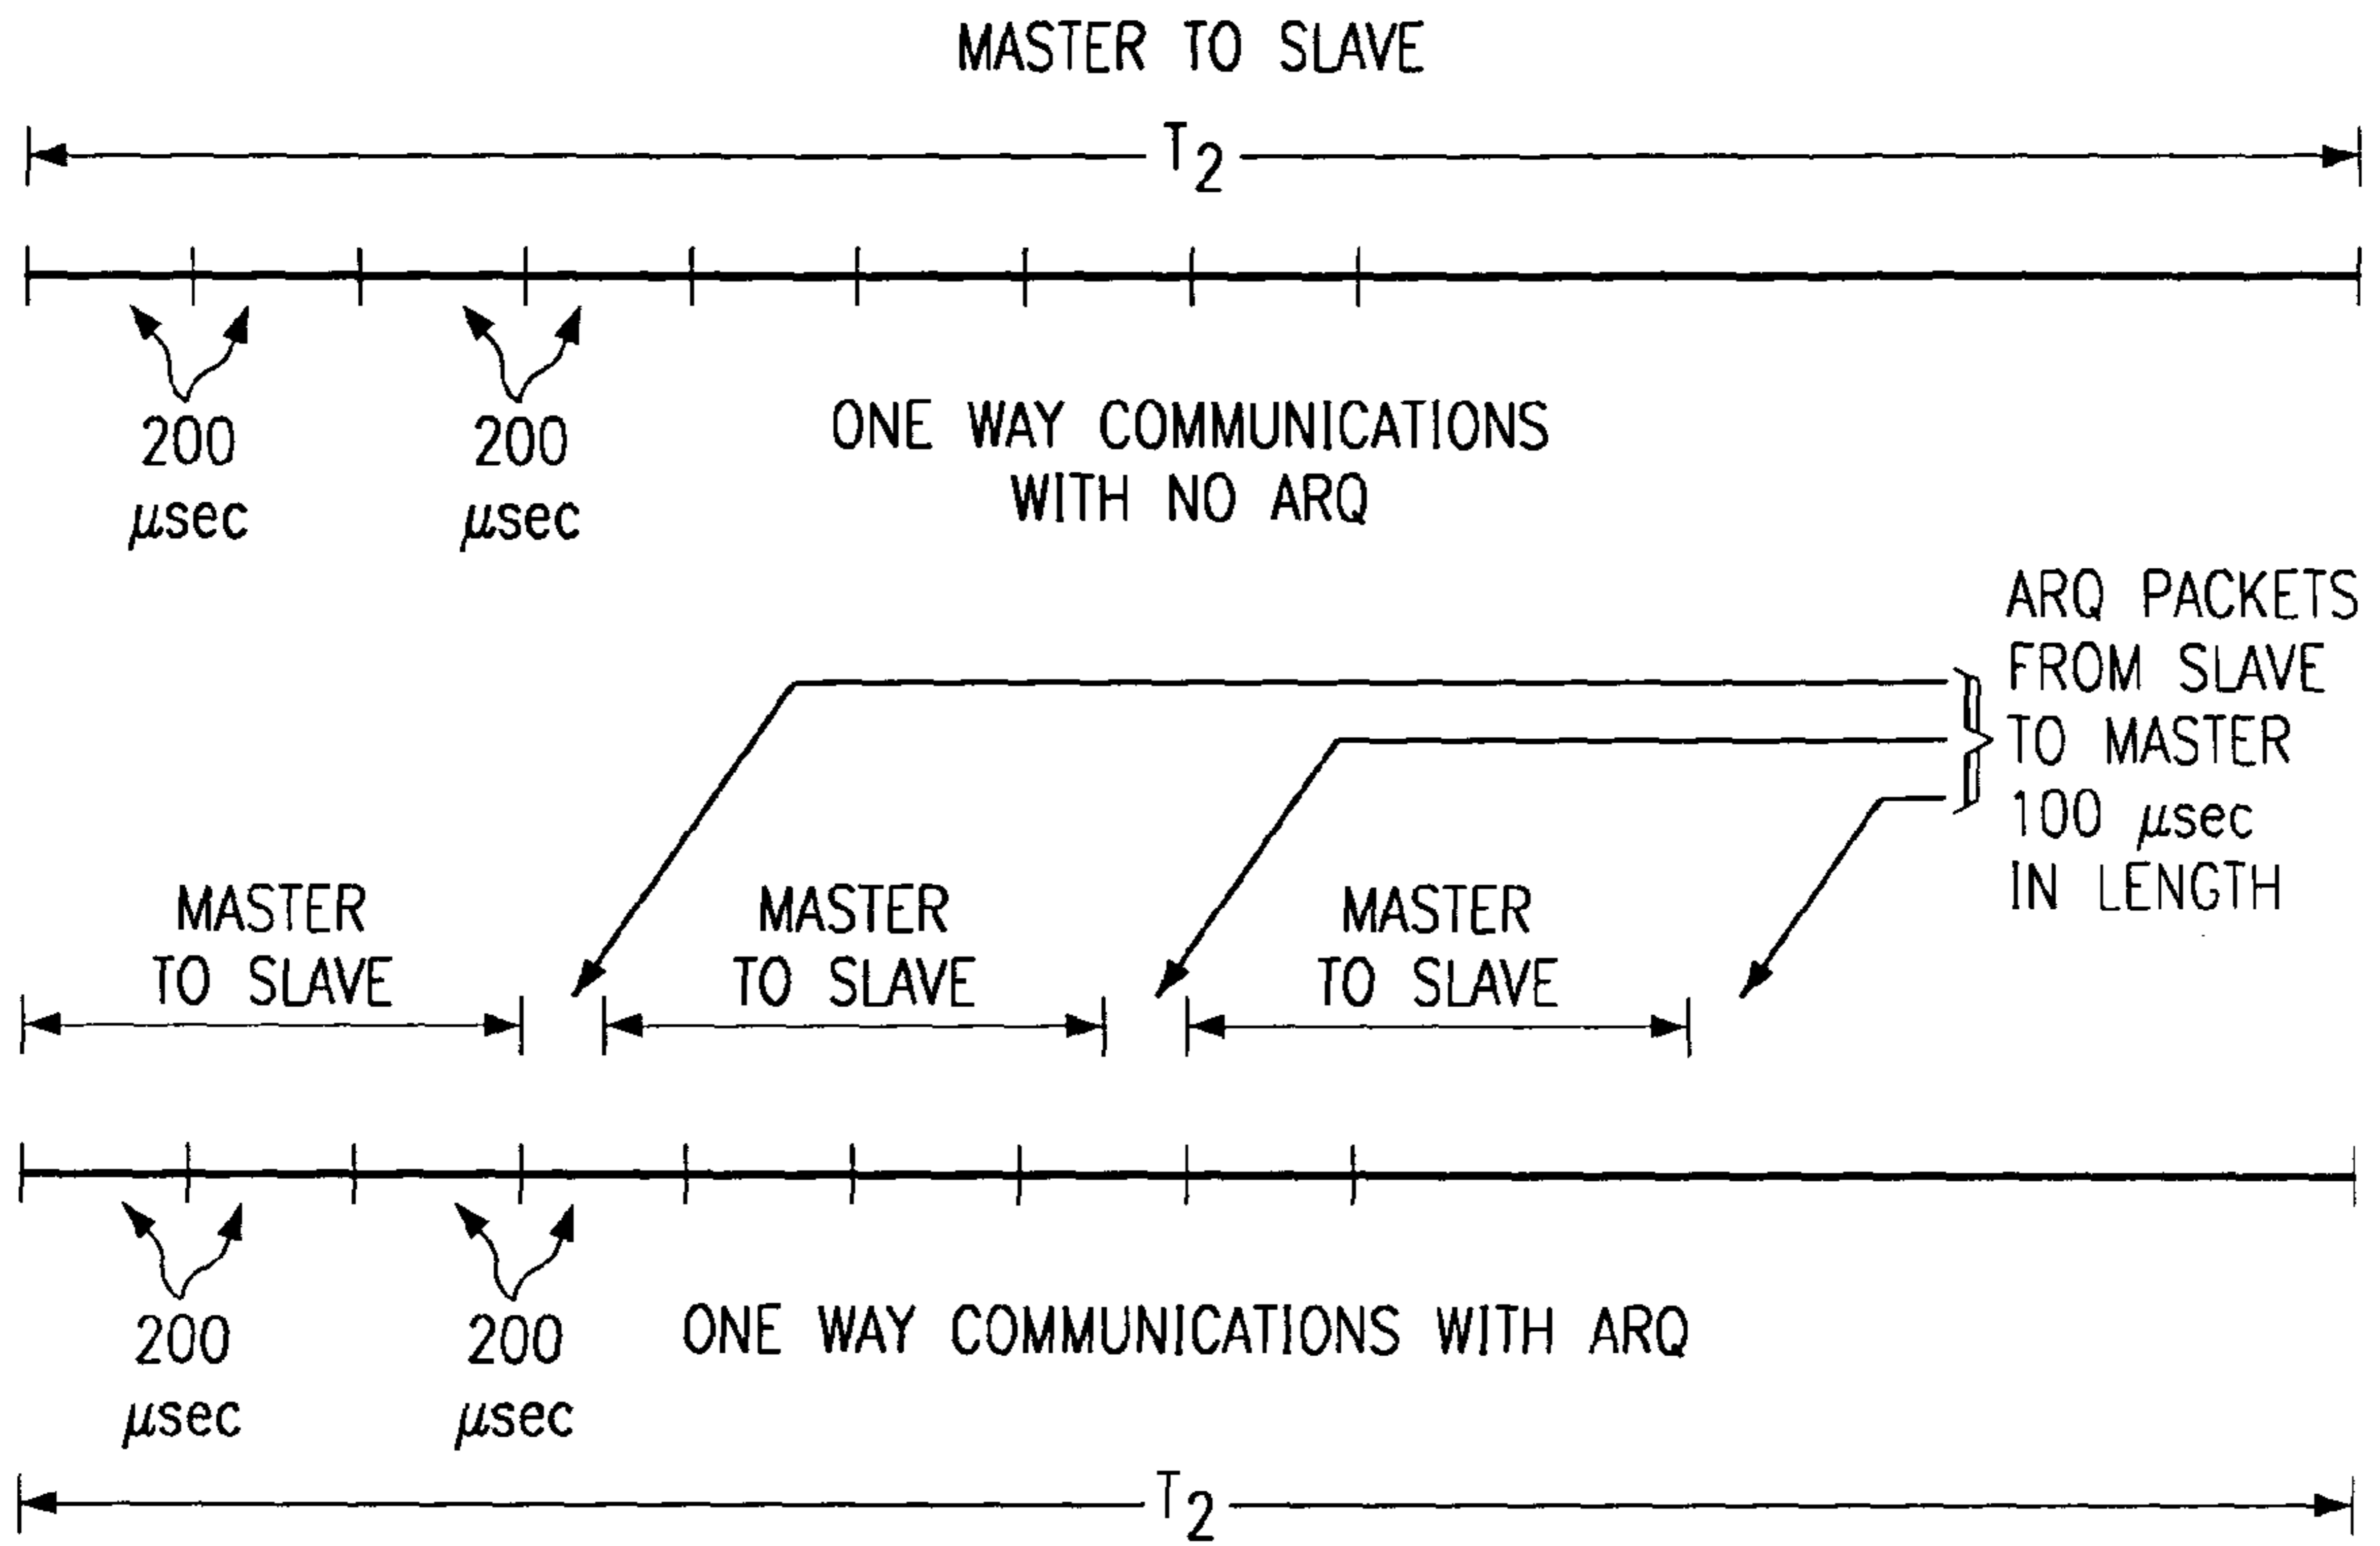 MASTER TO SLAVE
T2
200
µsec
200
µsec
ONE WAY COMMUNICATIONS
WITH NO ARQ
ARQ PACKETS
FROM SLAVE
TO MASTER
100 µsec
IN LENGTH
MASTER
TO SLAVE
MASTER
TO SLAVE
MASTER
TO SLAVE
200
µsec
200
µsec
ONE WAY COMMUNICATIONS WITH ARQ
T2